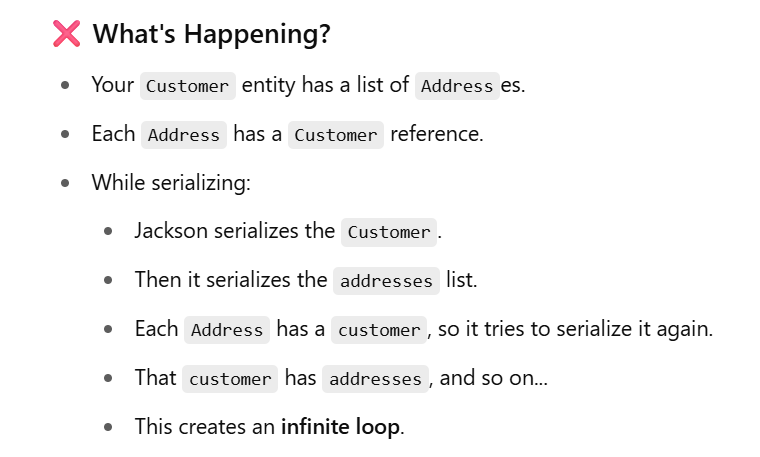 ❌ What's Happening?
• Your Customer entity has a list of Address es.
• Each Address has a Customer reference.
• While serializing:
• Jackson serializes the Customer .
• Then it serializes the addresses list.
• Each Address has a customer , so it tries to serialize it again.
• That customer has addresses , and so on...
• This creates an infinite loop.